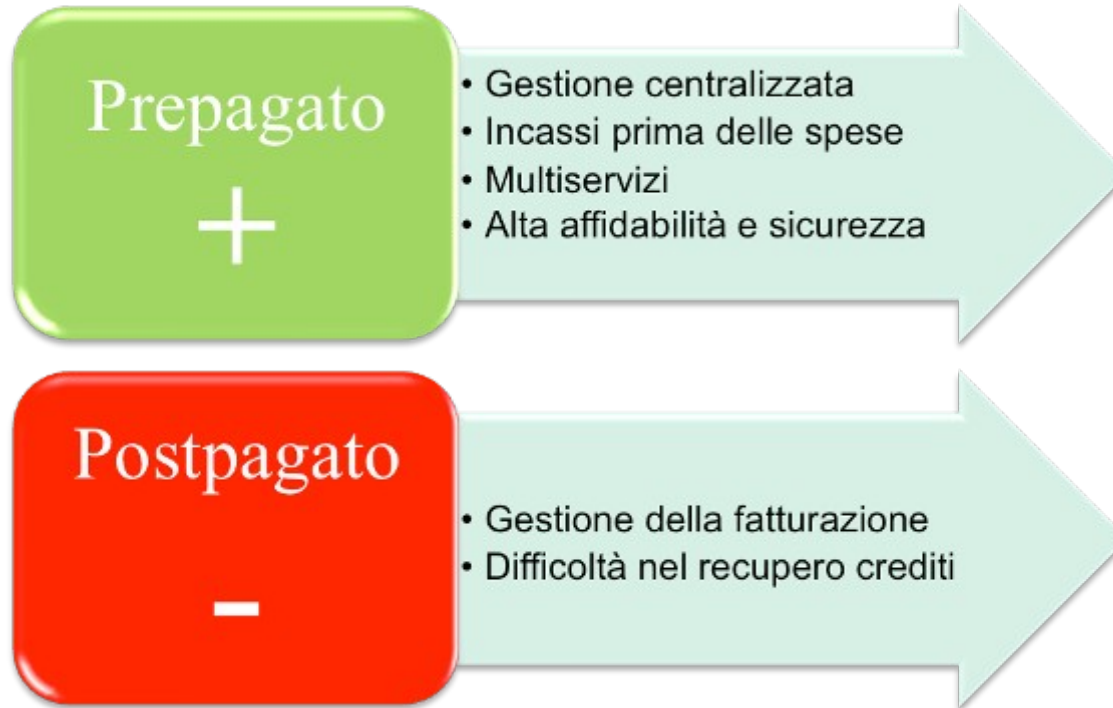 Prepagato
+
• Gestione centralizzata
• Incassi prima delle spese
• Multiservizi
• Alta affidabilità e sicurezza
Postpagato
-
• Gestione della fatturazione
• Difficoltà nel recupero crediti